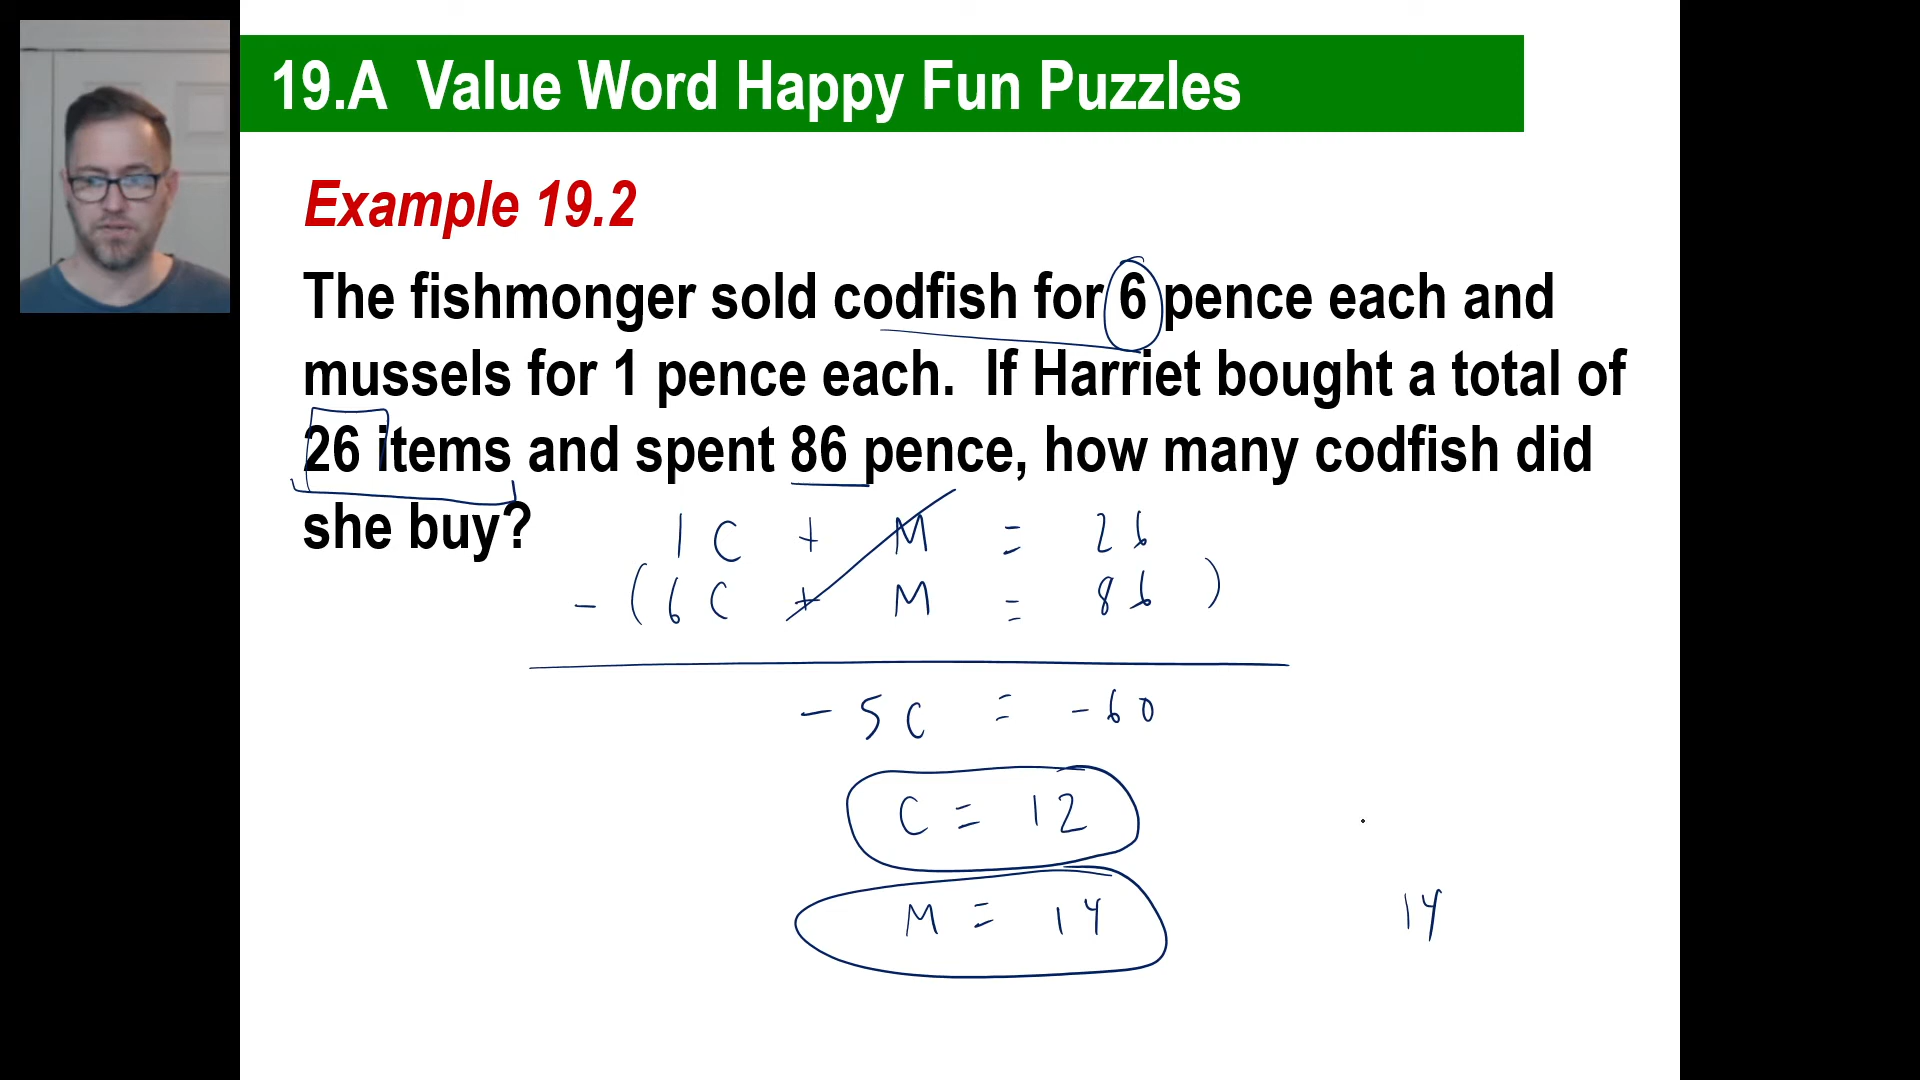 19.A Value Word Happy Fun Puzzles
Example 19.2
The fishmonger sold codfish for 6 pence each and
mussels for 1 pence each. If Harriet bought a total of
26 items and spent 86 pence, how many codfish did
she buy?
1C + M = 26
- (6C + M = 86)
-5C = -60
C = 12
M = 14
14